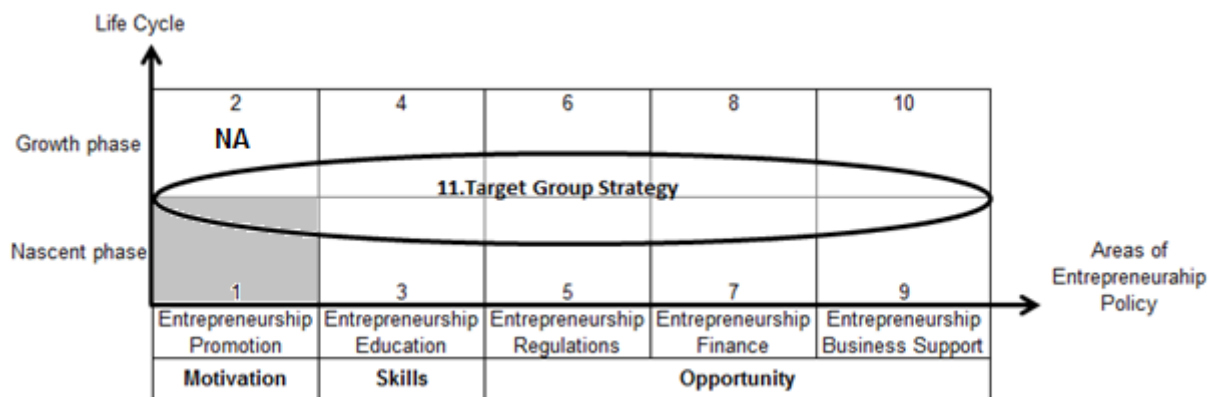 Life Cycle
2 4 6 8 10
NA
Growth phase
11.Target Group Strategy
Nascent phase
1 3 5 7 9
Areas of
Entrepreneurahip
Policy
Entrepreneurship Entrepreneurship Entrepreneurship Entrepreneurship Entrepreneurship
Promotion Education Regulations Finance Business Support
Motivation Skills Opportunity